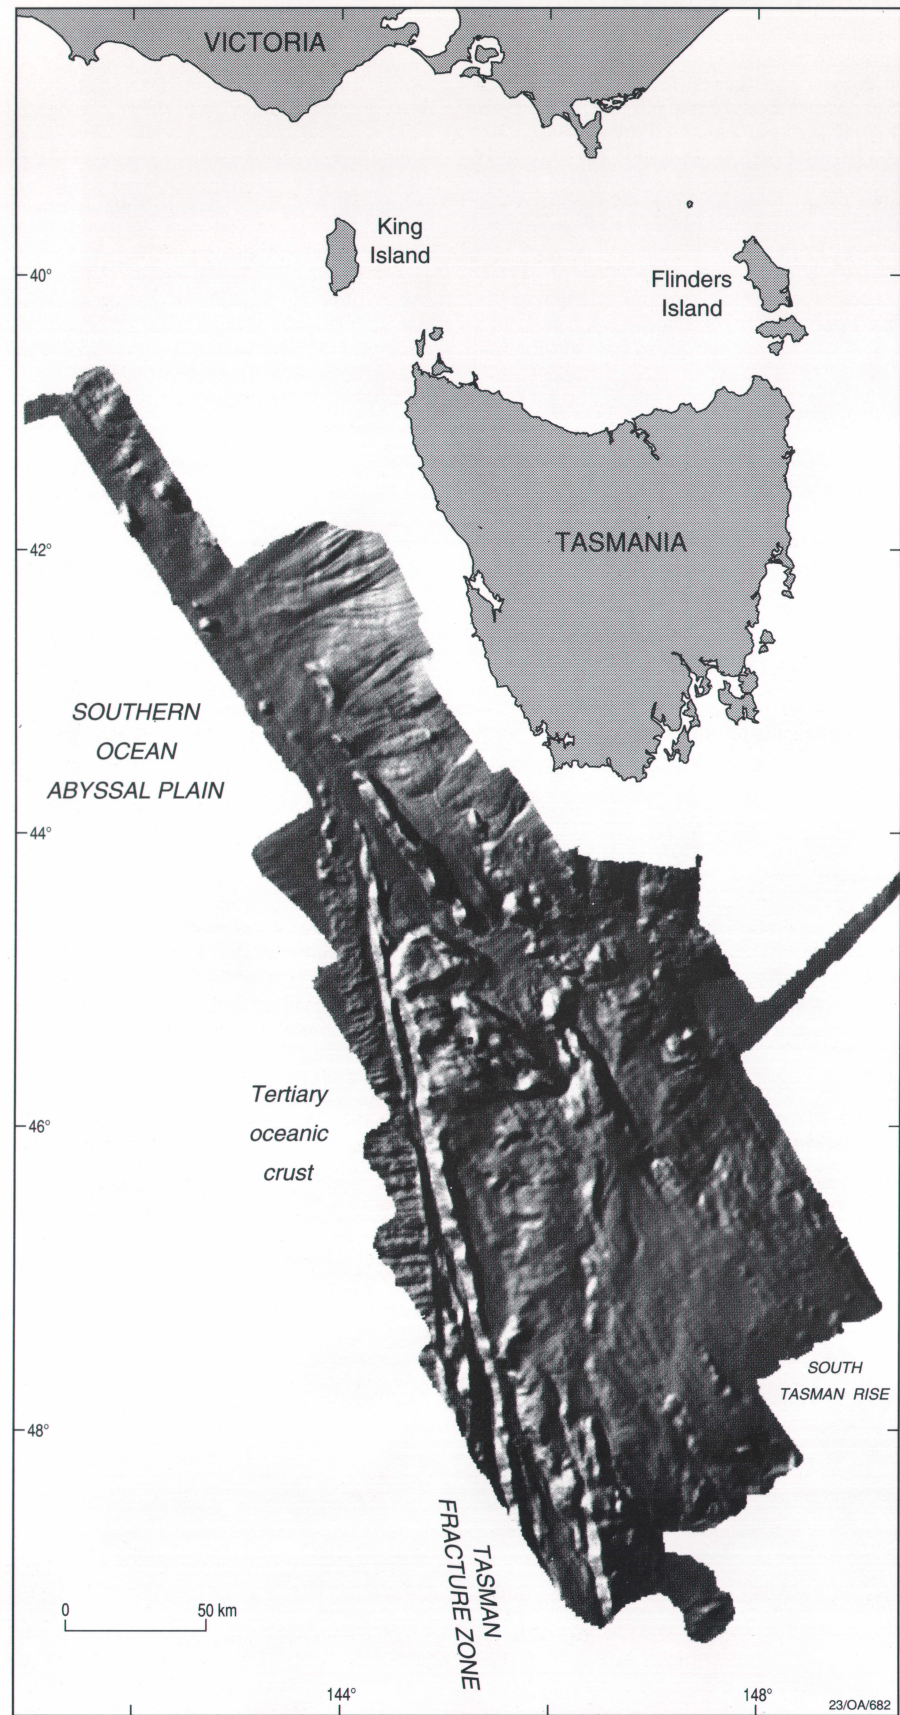 VICTORIA
King
Island
40°
Flinders
Island
42°
TASMANIA
SOUTHERN
OCEAN
ABYSSAL PLAIN
44°
Tertiary
oceanic
crust
46°
SOUTH
TASMAN RISE
48°
TASMAN
FRACTURE ZONE
0 50 km
144° 148°
23/OA/682